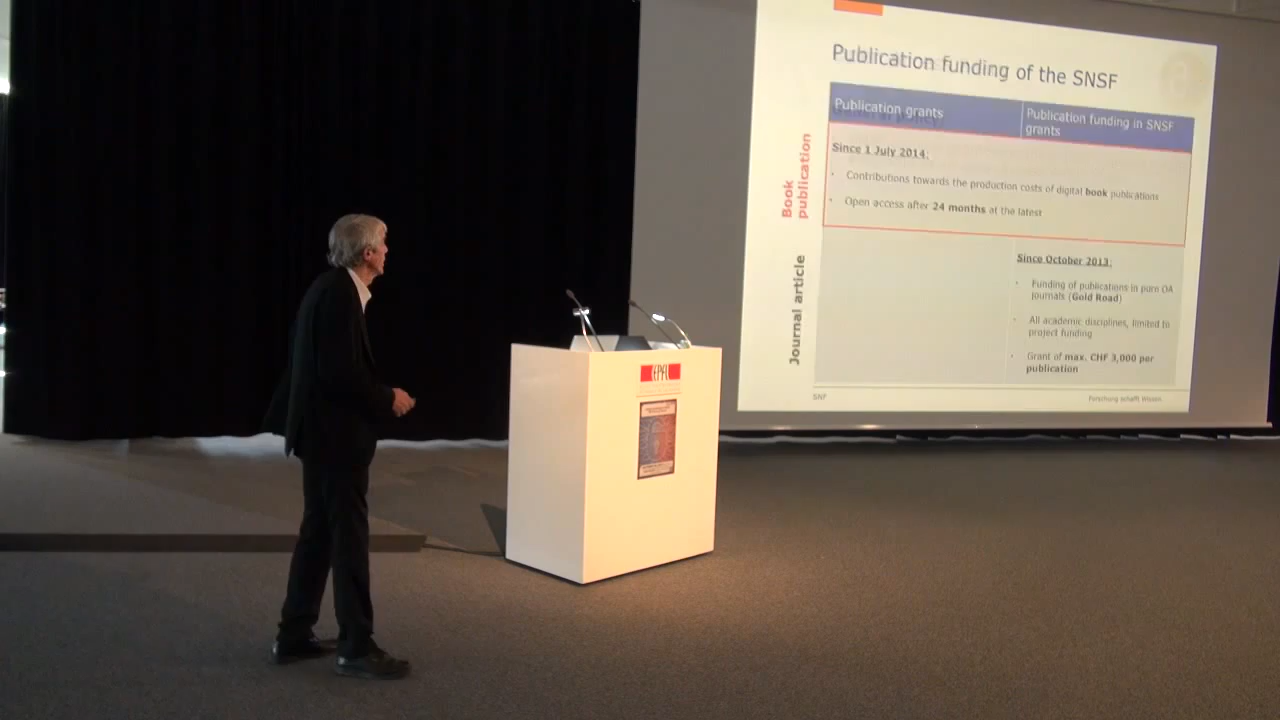 Publication funding of the SNSF
Publication grants
Publication funding in SNSF
grants
Book
publication
Since 1 July 2014:
· Contributions towards the production costs of digital book publications
· Open access after 24 months at the latest
Journal article
Since October 2013:
· Funding of publications in pure OA
journals (Gold Road)
· All academic disciplines, limited to
project funding
· Grant of max. CHF 3,000 per
publication
SNF
Forschung schafft Wissen.
EPFL